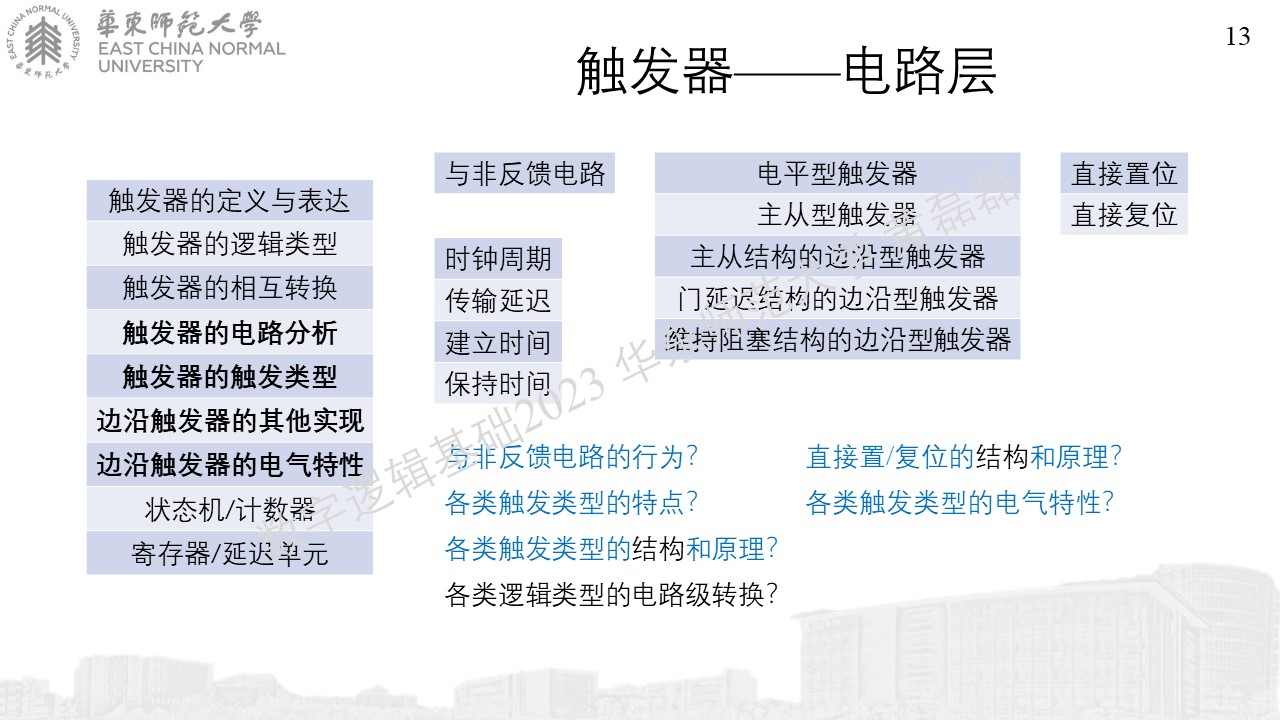 華東師範大學
EAST CHINA NORMAL
UNIVERSITY
EAST CHINA NORMAL UNIVERSITY
華東师范大学
13
触发器——电路层
触发器的定义与表达
触发器的逻辑类型
触发器的相互转换
触发器的电路分析
触发器的触发类型
边沿触发器的其他实现
边沿触发器的电气特性
状态机/计数器
寄存器/延迟单元
与非反馈电路
时钟周期
传输延迟
建立时间
保持时间
电平型触发器
主从型触发器
主从结构的边沿型触发器
门延迟结构的边沿型触发器
维持阻塞结构的边沿型触发器
直接置位
直接复位
与非反馈电路的行为？
各类触发类型的特点？
各类触发类型的结构和原理？
各类逻辑类型的电路级转换？
直接置/复位的结构和原理？
各类触发类型的电气特性？
数字逻辑基础2023 华东师范大学 黄磊磊